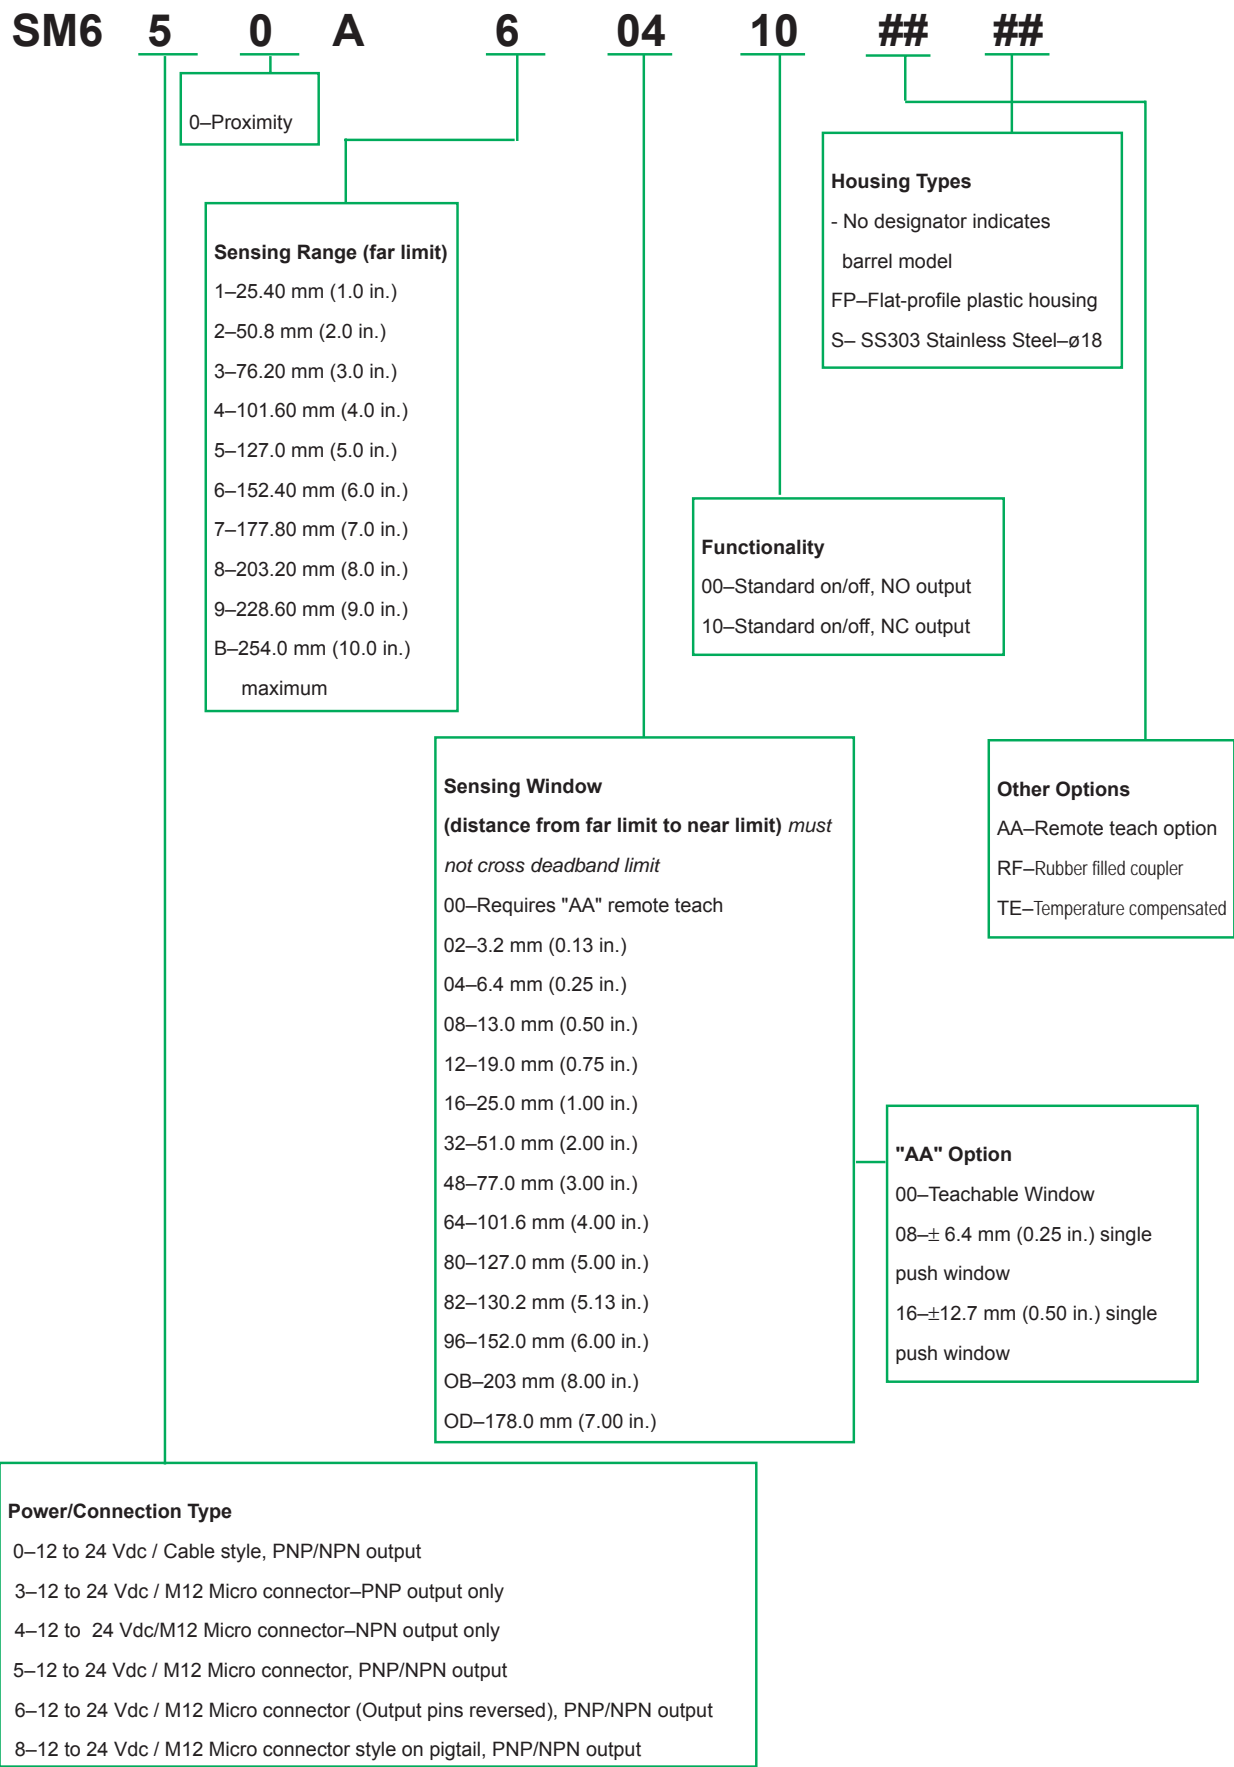 SM6 5 0 A 6 04 10 ## ##
0–Proximity
Housing Types
- No designator indicates
barrel model
FP–Flat-profile plastic housing
S– SS303 Stainless Steel–ø18
Sensing Range (far limit)
1–25.40 mm (1.0 in.)
2–50.8 mm (2.0 in.)
3–76.20 mm (3.0 in.)
4–101.60 mm (4.0 in.)
5–127.0 mm (5.0 in.)
6–152.40 mm (6.0 in.)
7–177.80 mm (7.0 in.)
8–203.20 mm (8.0 in.)
9–228.60 mm (9.0 in.)
B–254.0 mm (10.0 in.)
maximum
Functionality
00–Standard on/off, NO output
10–Standard on/off, NC output
Sensing Window
(distance from far limit to near limit) must
not cross deadband limit
00–Requires "AA" remote teach
02–3.2 mm (0.13 in.)
04–6.4 mm (0.25 in.)
08–13.0 mm (0.50 in.)
12–19.0 mm (0.75 in.)
16–25.0 mm (1.00 in.)
32–51.0 mm (2.00 in.)
48–77.0 mm (3.00 in.)
64–101.6 mm (4.00 in.)
80–127.0 mm (5.00 in.)
82–130.2 mm (5.13 in.)
96–152.0 mm (6.00 in.)
OB–203 mm (8.00 in.)
OD–178.0 mm (7.00 in.)
Other Options
AA–Remote teach option
RF–Rubber filled coupler
TE–Temperature compensated
"AA" Option
00–Teachable Window
08–± 6.4 mm (0.25 in.) single
push window
16–±12.7 mm (0.50 in.) single
push window
Power/Connection Type
0–12 to 24 Vdc / Cable style, PNP/NPN output
3–12 to 24 Vdc / M12 Micro connector–PNP output only
4–12 to  24 Vdc/M12 Micro connector–NPN output only
5–12 to 24 Vdc / M12 Micro connector, PNP/NPN output
6–12 to 24 Vdc / M12 Micro connector (Output pins reversed), PNP/NPN output
8–12 to 24 Vdc / M12 Micro connector style on pigtail, PNP/NPN output